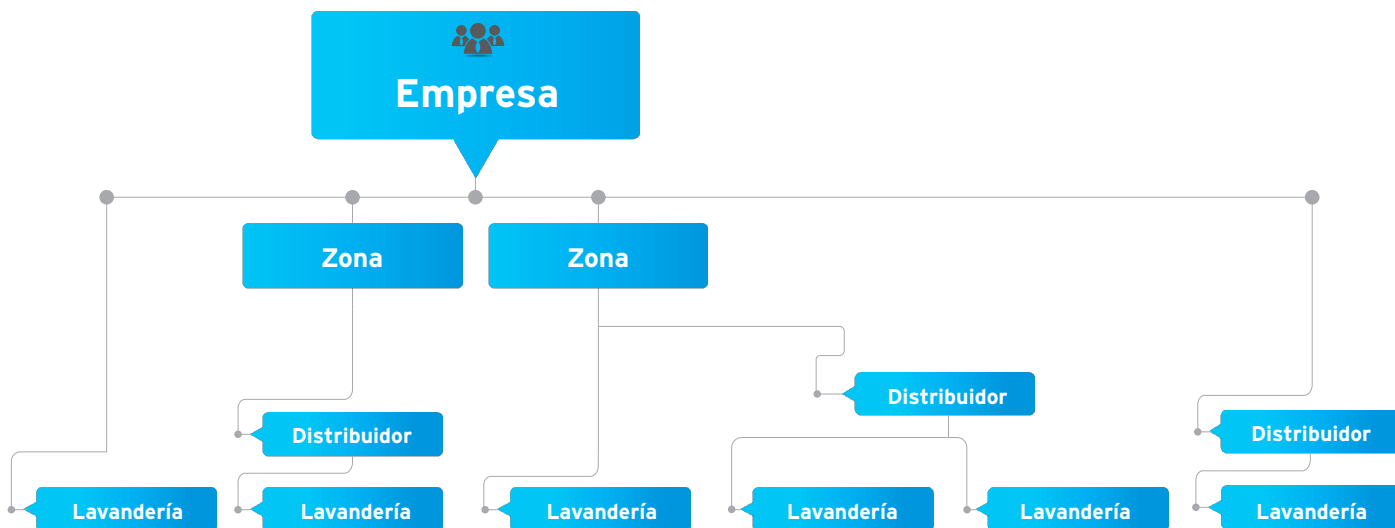 Empresa
Zona
Zona
Distribuidor
Distribuidor
Distribuidor
Lavandería
Lavandería
Lavandería
Lavandería
Lavandería
Lavandería